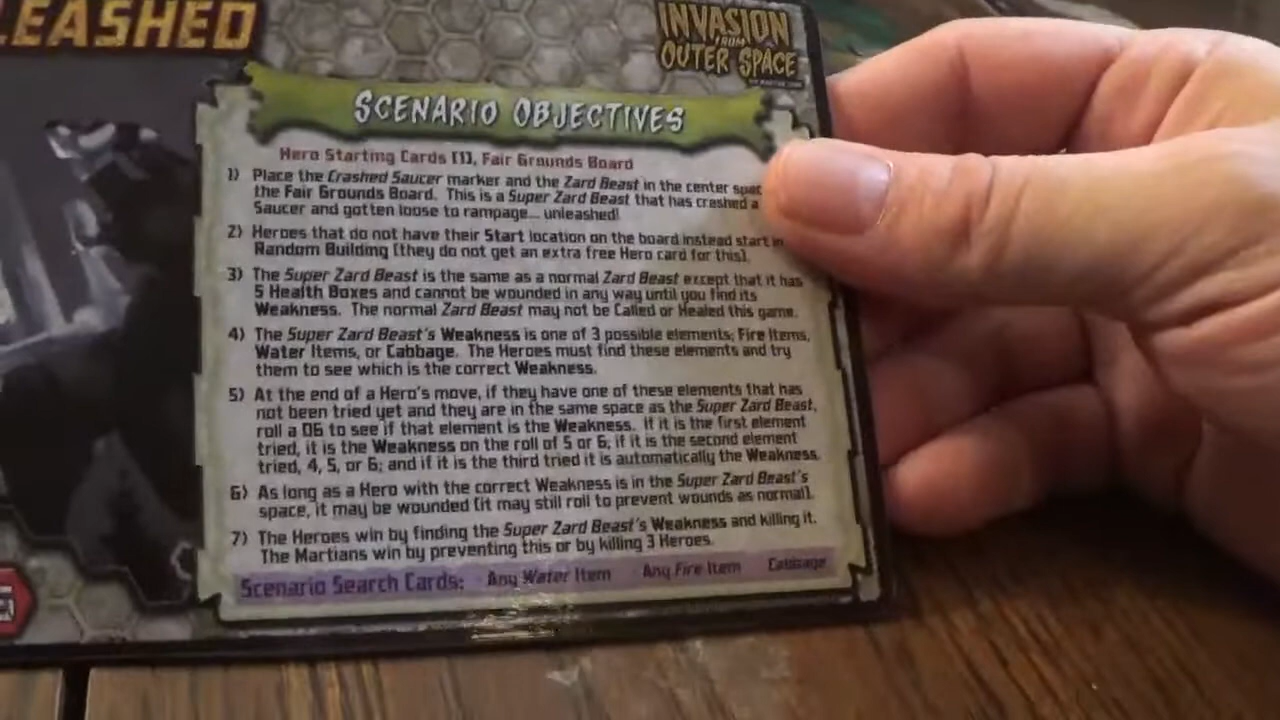 LEASHED
INVASION
FROM
OUTER SPACE
SCENARIO OBJECTIVES
Hero Starting Cards [1], Fair Grounds Board
1) Place the Crashed Saucer marker and the Zard Beast in the center
the Fair Grounds Board. This is a Super Zard Beast that has crashed a
Saucer and gotten loose to rampage... unleashed!
2) Heroes that do not have their Start location on the board instead start in
Random Building [they do not get an extra free Hero card for this].
3) The Super Zard Beast is the same as a normal Zard Beast except that it has
5 Health Boxes and cannot be wounded in any way until you find its
Weakness. The normal Zard Beast may not be Called or Healed this game.
4) The Super Zard Beast's Weakness is one of 3 possible elements; Fire Items,
Water Items, or Cabbage. The Heroes must find these elements and try
them to see which is the correct Weakness.
5) At the end of a Hero's move, if they have one of these elements that has
not been tried yet and they are in the same space as the Super Zard Beast,
roll a D6 to see if that element is the Weakness. If it is the first element
tried, it is the Weakness on the roll of 5 or 6; if it is the second element
tried, 4, 5, or 6; and if it is the third tried it is automatically the Weakness.
6) As long as a Hero with the correct Weakness is in the Super Zard Beast's
space, it may be wounded [it may still roll to prevent wounds as normal].
7) The Heroes win by finding the Super Zard Beast's Weakness and killing it.
The Martians win by preventing this or by killing 3 Heroes.
Scenario Search Cards: Any Water Item Any Fire Item Cabbage